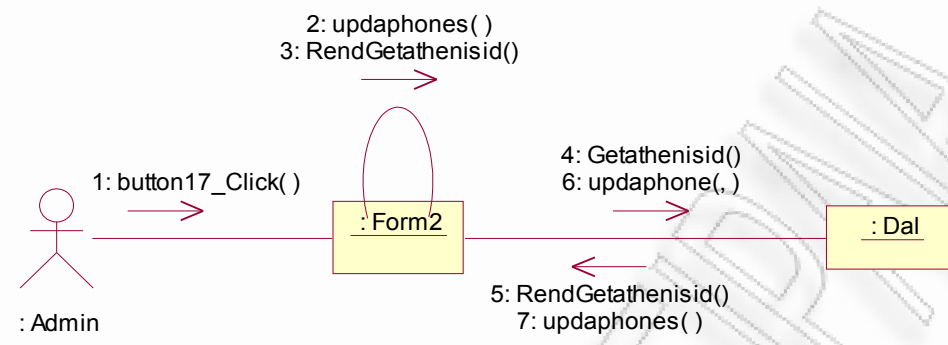 2: updaphones( )
3: RendGetathenisid()
1: button17_Click( )
4: Getathenisid()
6: updaphone(, )
: Form2
: Dal
5: RendGetathenisid()
7: updaphones( )
: Admin